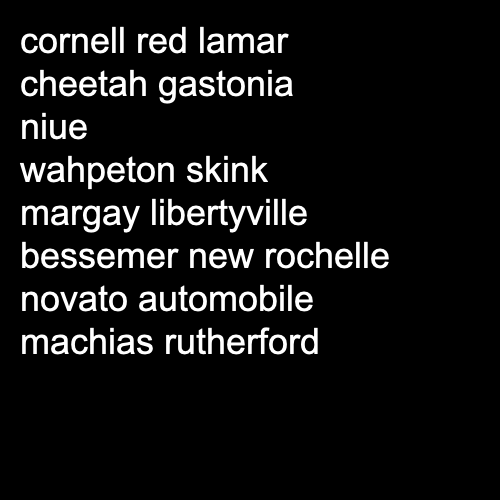 cornell red lamar
cheetah gastonia
niue
wahpeton skink
margay libertyville
bessemer new rochelle
novato automobile
machias rutherford